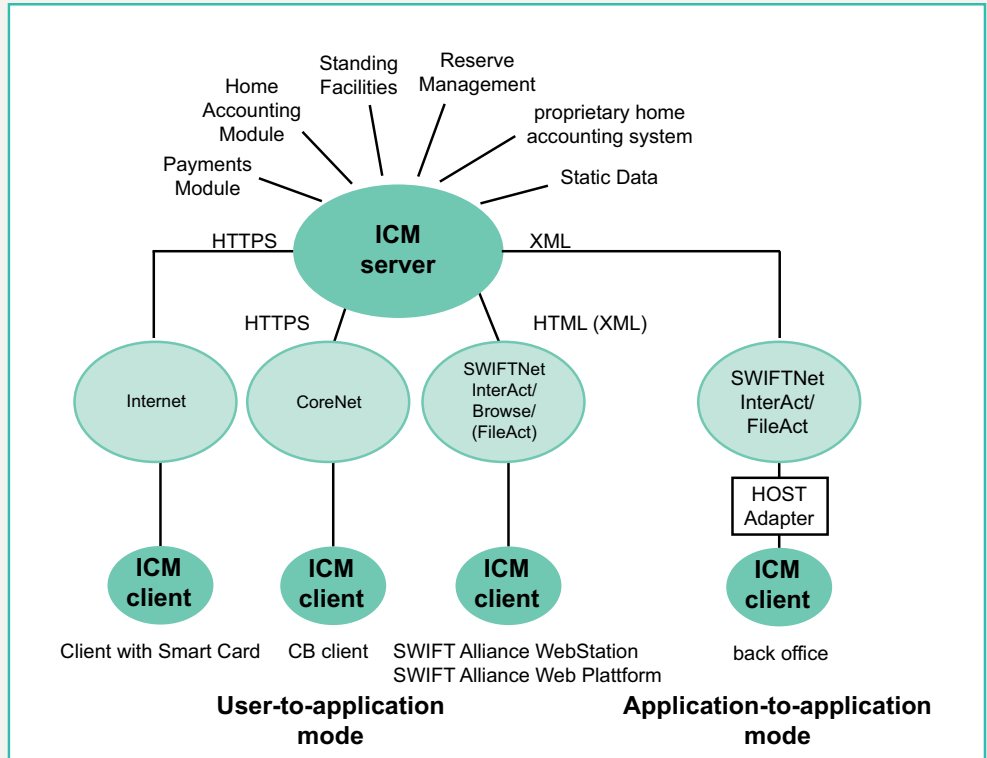 Standing
Facilities
Reserve
Management
Home
Accounting
Module
proprietary home
accounting system
Payments
Module
Static Data
ICM
server
HTTPS
XML
HTTPS
HTML (XML)
Internet
CoreNet
SWIFTNet
InterAct/
Browse/
(FileAct)
SWIFTNet
InterAct/
FileAct
HOST
Adapter
ICM
client
ICM
client
ICM
client
ICM
client
Client with Smart Card
CB client
SWIFT Alliance WebStation
SWIFT Alliance Web Plattform
back office
User-to-application
mode
Application-to-application
mode